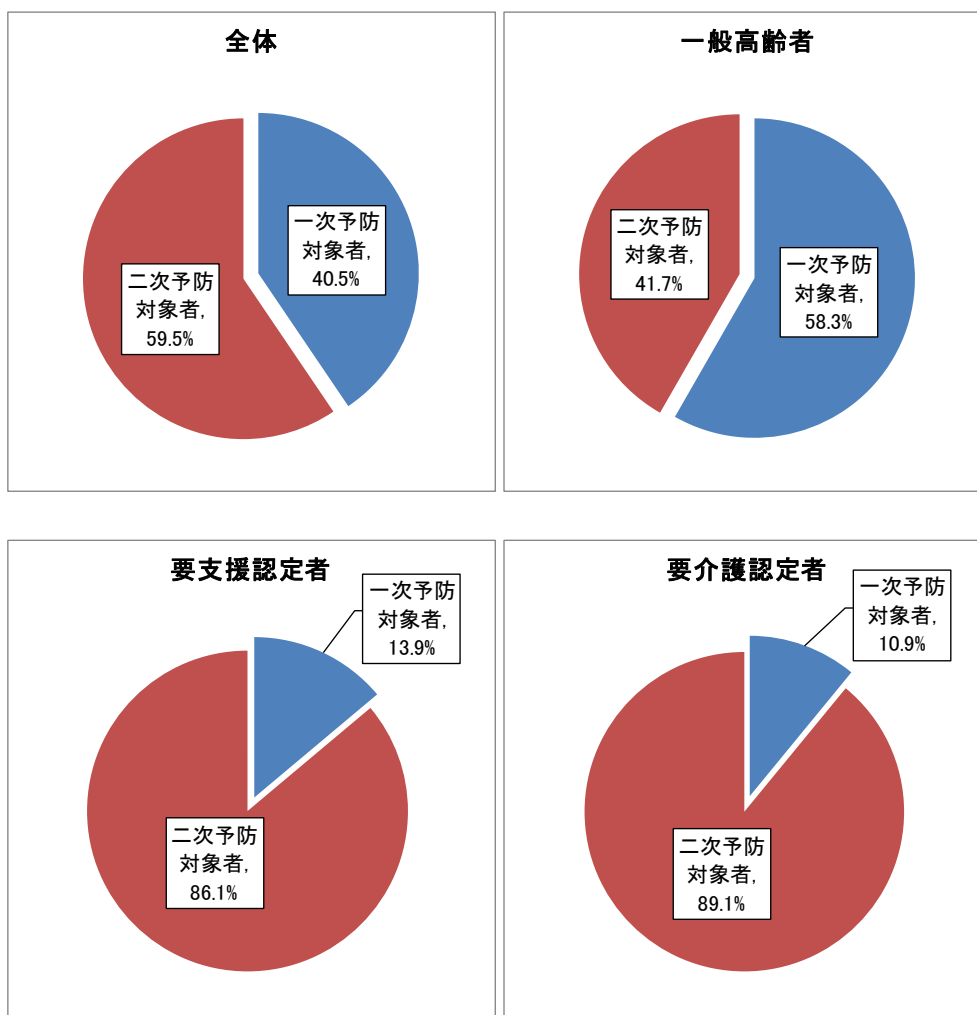 全体
一次予防
対象者,
40.5%
二次予防
対象者,
59.5%
一般高齢者
二次予防
対象者,
41.7%
一次予防
対象者,
58.3%
要支援認定者
一次予防
対象者,
13.9%
二次予防
対象者,
86.1%
要介護認定者
一次予防
対象者,
10.9%
二次予防
対象者,
89.1%